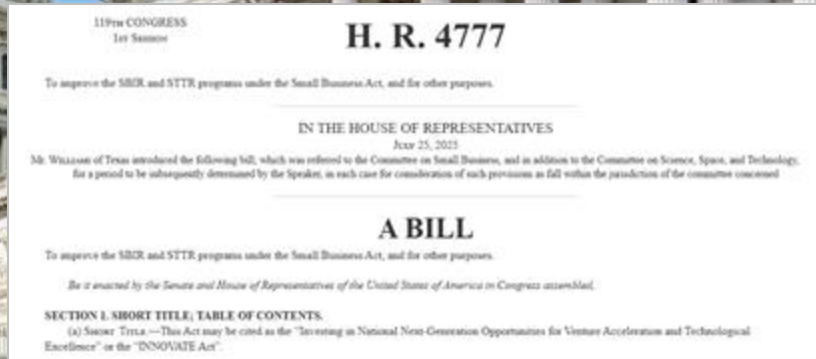 119TH CONGRESS
1ST SESSION
H. R. 4777
To improve the SBIR and STTR programs under the Small Business Act, and for other purposes.
IN THE HOUSE OF REPRESENTATIVES
JULY 25, 2025
Mr. WILLIAMS of Texas introduced the following bill; which was referred to the Committee on Small Business, and in addition to the Committee on Science, Space, and Technology,
for a period to be subsequently determined by the Speaker, in each case for consideration of such provisions as fall within the jurisdiction of the committee concerned
A BILL
To improve the SBIR and STTR programs under the Small Business Act, and for other purposes.
Be it enacted by the Senate and House of Representatives of the United States of America in Congress assembled,
SECTION 1. SHORT TITLE; TABLE OF CONTENTS.
(a) SHORT TITLE.—This Act may be cited as the “Investing in National Next-Generation Opportunities for Venture Acceleration and Technological
Excellence” or the “INNOVATE Act”.